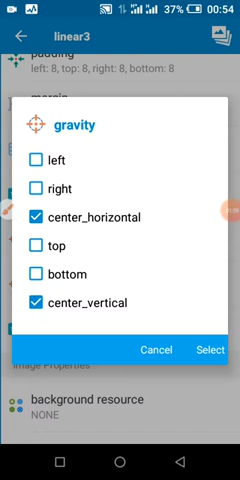 37% 00:54
linear3
padding
left: 8, top: 8, right: 8, bottom: 8
margin
gravity
left
right
center_horizontal
top
bottom
center_vertical
Cancel Select
Image Properties
background resource
NONE